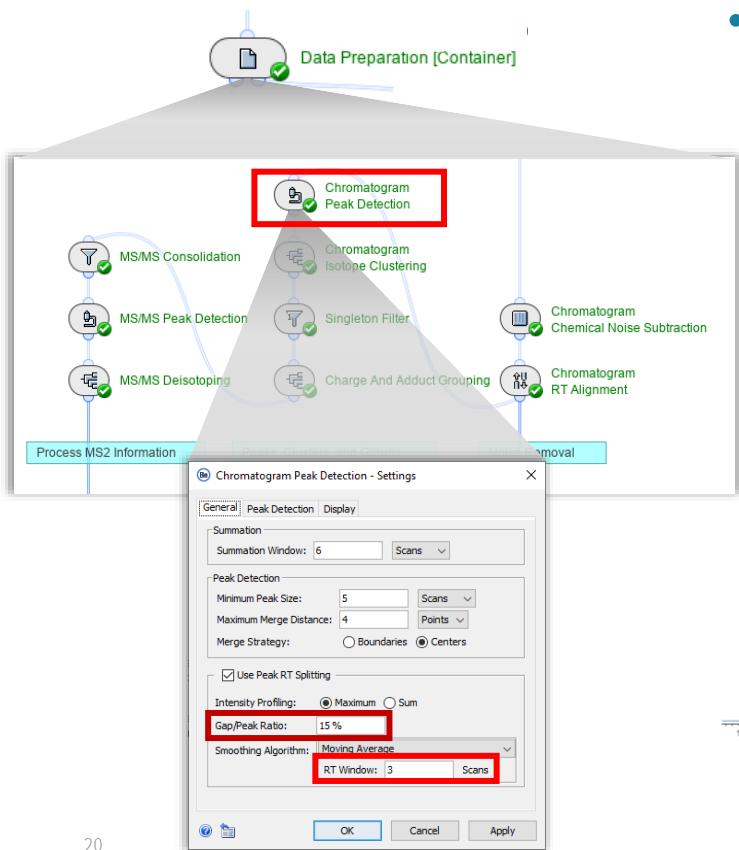 Data Preparation [Container]
Chromatogram
Peak Detection
MS/MS Consolidation
Chromatogram
Isotope Clustering
MS/MS Peak Detection
Singleton Filter
Chromatogram
Chemical Noise Subtraction
MS/MS Deisotoping
Charge And Adduct Grouping
Chromatogram
RT Alignment
Process MS2 Information
Chromatogram Peak Detection - Settings
General Peak Detection Display
Summation
Summation Window: 6 Scans
Peak Detection
Minimum Peak Size: 5 Scans
Maximum Merge Distance: 4 Points
Merge Strategy: Boundaries Centers
Use Peak RT Splitting
Intensity Profiling: Maximum Sum
Gap/Peak Ratio: 15 %
Smoothing Algorithm: Moving Average
RT Window: 3 Scans
OK Cancel Apply
20